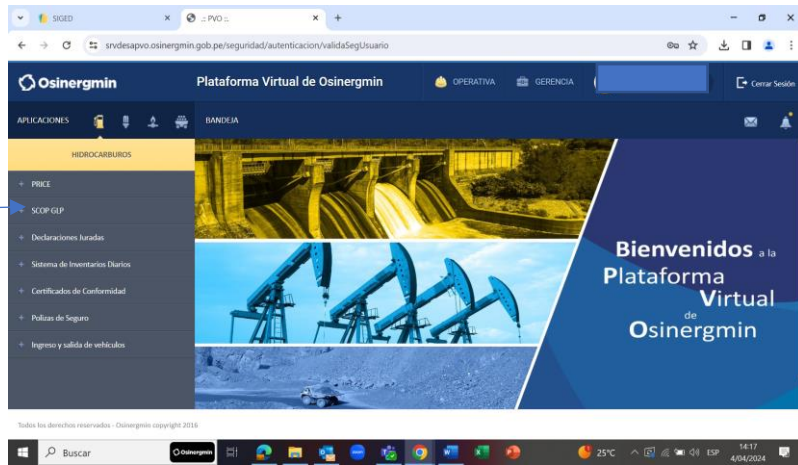 SIGED
.:: PVO ::.
srvdesapvo.osinergmin.gob.pe/seguridad/autenticacion/validaSegUsuario
Osinergmin
Plataforma Virtual de Osinergmin
OPERATIVA
GERENCIA
Cerrar Sesión
APLICACIONES
BANDEJA
HIDROCARBUROS
+ PRICE
+ SCOP GLP
+ Declaraciones Juradas
+ Sistema de Inventarios Diarios
+ Certificados de Conformidad
+ Polizas de Seguro
+ Ingreso y salida de vehículos
Bienvenidos a la
Plataforma
Virtual
de
Osinergmin
Todos los derechos reservados - Osinergmin copyright 2016
Buscar
Osinergmin
25°C
ESP
14:17
4/04/2024